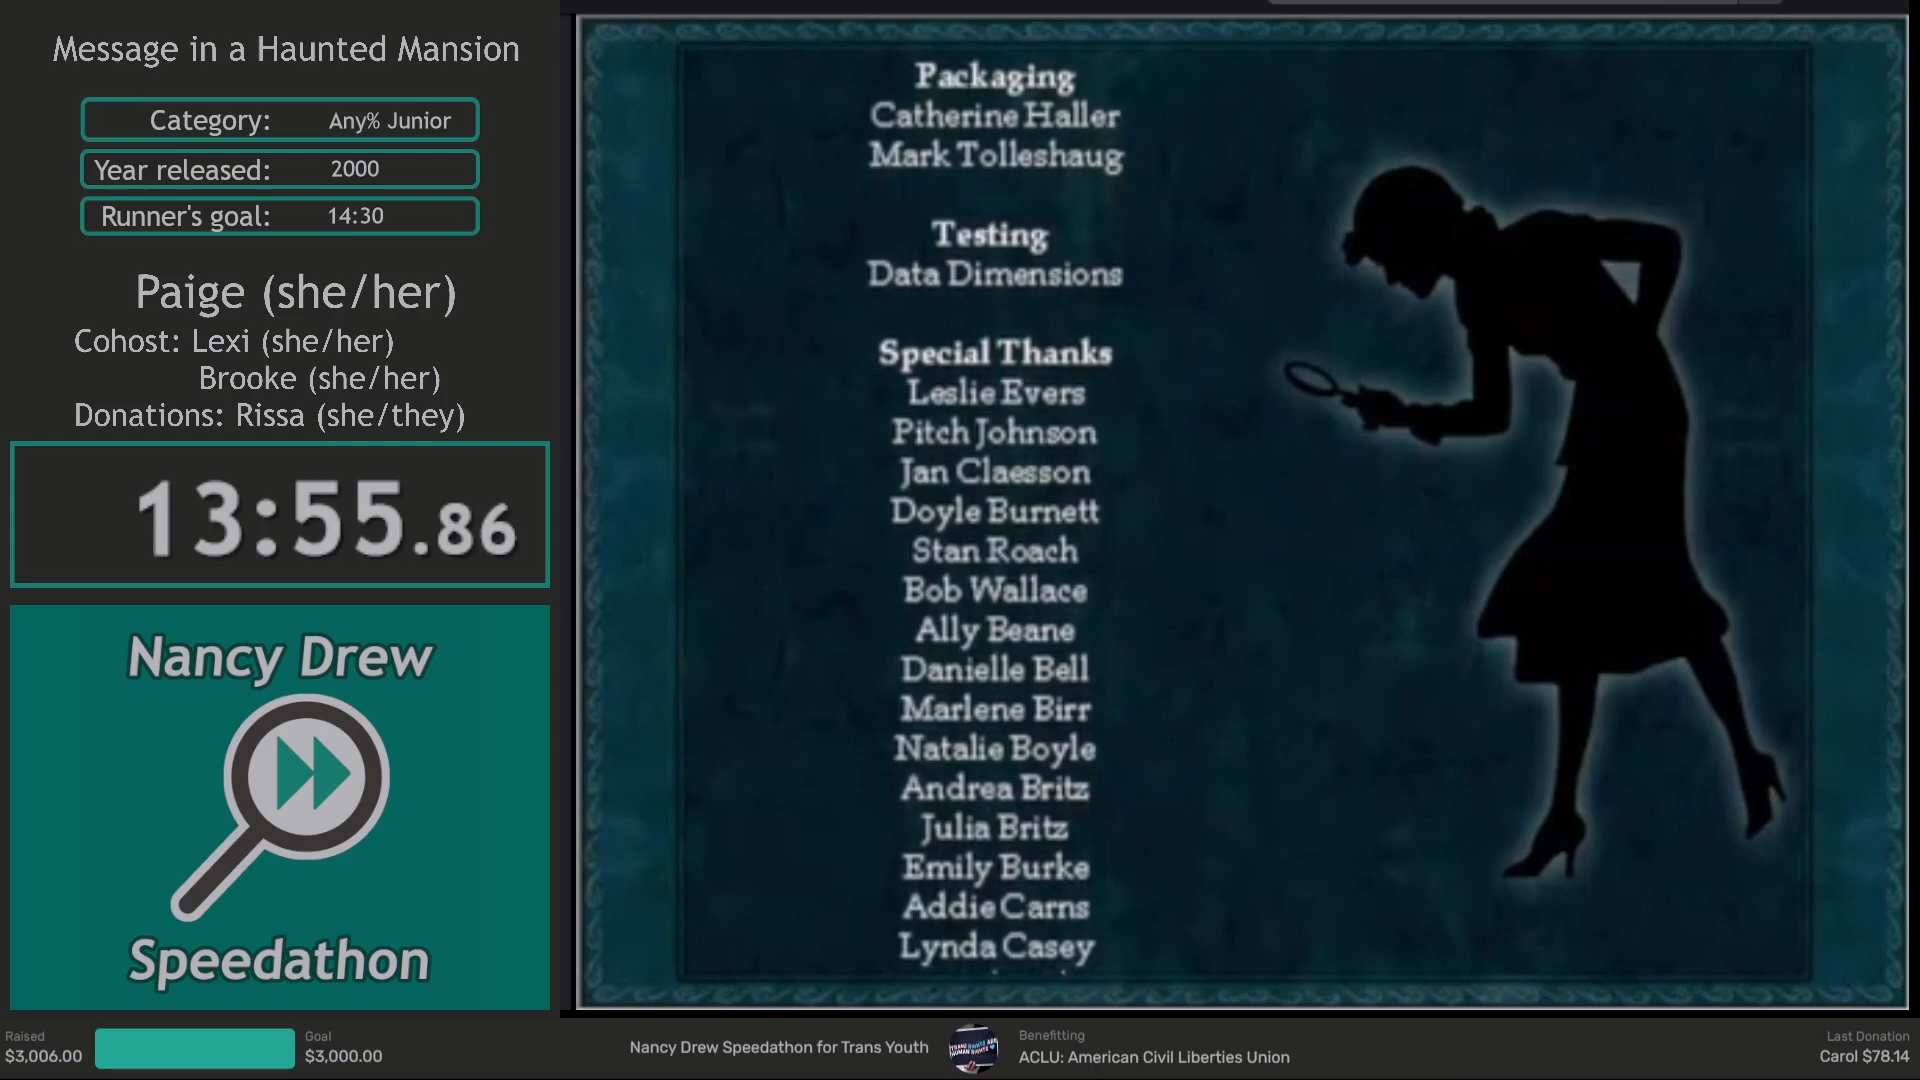 Message in a Haunted Mansion
Category: Any% Junior
Year released: 2000
Runner's goal: 14:30
Paige (she/her)
Cohost: Lexi (she/her)
Brooke (she/her)
Donations: Rissa (she/they)
13:55.86
Nancy Drew
Speedathon
Packaging
Catherine Haller
Mark Tolleshaug
Testing
Data Dimensions
Special Thanks
Leslie Evers
Pitch Johnson
Jan Claesson
Doyle Burnett
Stan Roach
Bob Wallace
Ally Beane
Danielle Bell
Marlene Birr
Natalie Boyle
Andrea Britz
Julia Britz
Emily Burke
Addie Carns
Lynda Casey
Raised
$3,006.00
Goal
$3,000.00
Nancy Drew Speedathon for Trans Youth
TRANS RIGHTS ARE
HUMAN RIGHTS
Benefitting
ACLU: American Civil Liberties Union
Last Donation
Carol $78.14